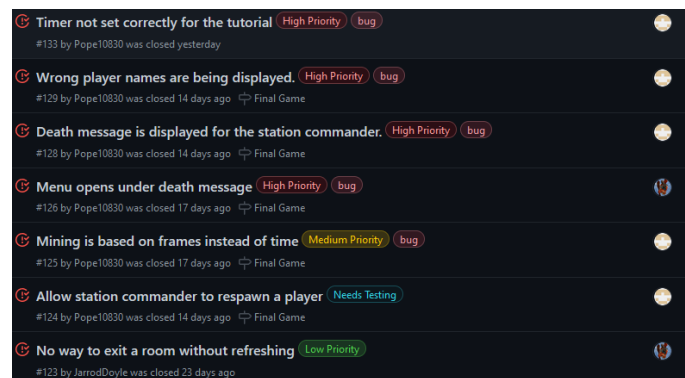 Timer not set correctly for the tutorial High Priority bug
#133 by Pope10830 was closed yesterday
Wrong player names are being displayed. High Priority bug
#129 by Pope10830 was closed 14 days ago Final Game
Death message is displayed for the station commander. High Priority bug
#128 by Pope10830 was closed 14 days ago Final Game
Menu opens under death message High Priority bug
#126 by Pope10830 was closed 17 days ago Final Game
Mining is based on frames instead of time Medium Priority bug
#125 by Pope10830 was closed 17 days ago Final Game
Allow station commander to respawn a player Needs Testing
#124 by Pope10830 was closed 14 days ago Final Game
No way to exit a room without refreshing Low Priority
#123 by JarrodDoyle was closed 23 days ago